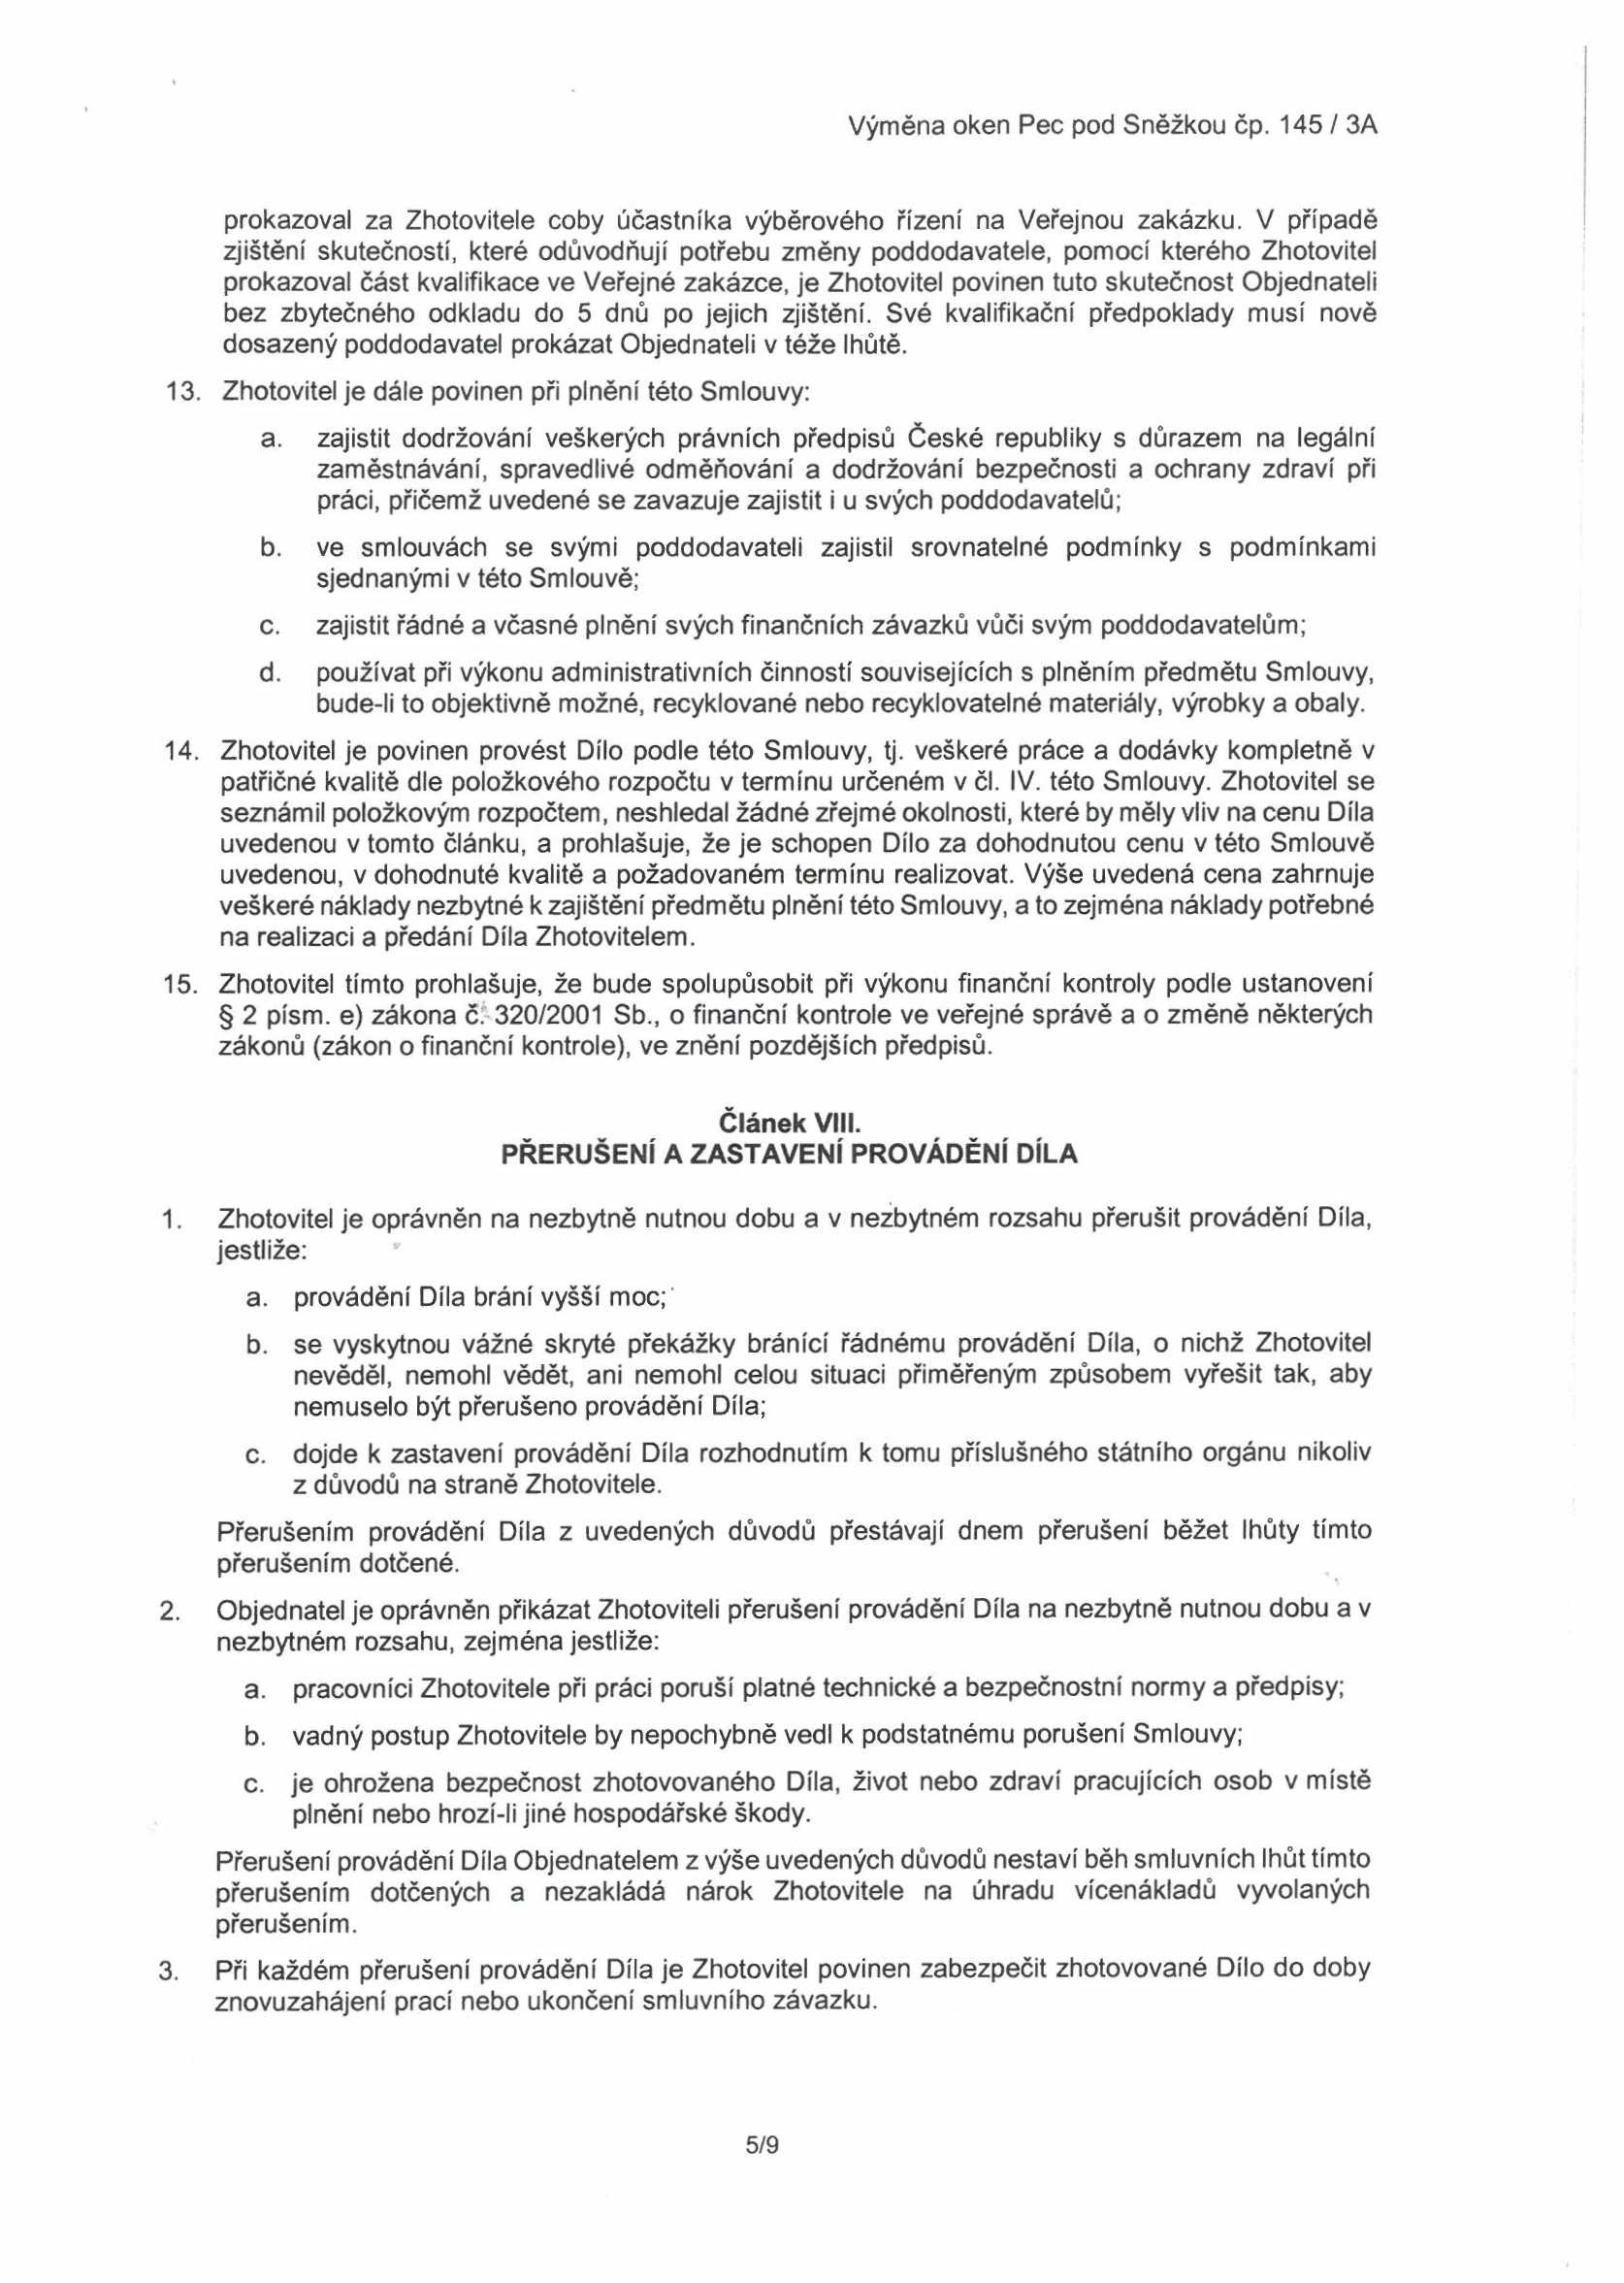 Výměna oken Pec pod Sněžkou čp. 145 / 3A
prokazoval za Zhotovitele coby účastníka výběrového řízení na Veřejnou zakázku. V případě
zjištění skutečností, které odůvodňují potřebu změny poddodavatele, pomocí kterého Zhotovitel
prokazoval část kvalifikace ve Veřejné zakázce, je Zhotovitel povinen tuto skutečnost Objednateli
bez zbytečného odkladu do 5 dnů po jejich zjištění. Své kvalifikační předpoklady musí nově
dosazený poddodavatel prokázat Objednateli v téže lhůtě.
13. Zhotovitel je dále povinen při plnění této Smlouvy:
a. zajistit dodržování veškerých právních předpisů České republiky s důrazem na legální
zaměstnávání, spravedlivé odměňování a dodržování bezpečnosti a ochrany zdraví při
práci, přičemž uvedené se zavazuje zajistit i u svých poddodavatelů;
b. ve smlouvách se svými poddodavateli zajistil srovnatelné podmínky s podmínkami
sjednanými v této Smlouvě;
c. zajistit řádné a včasné plnění svých finančních závazků vůči svým poddodavatelům;
d. používat při výkonu administrativních činností souvisejících s plněním předmětu Smlouvy,
bude-li to objektivně možné, recyklované nebo recyklovatelné materiály, výrobky a obaly.
14. Zhotovitel je povinen provést Dílo podle této Smlouvy, tj. veškeré práce a dodávky kompletně v
patřičné kvalitě dle položkového rozpočtu v termínu určeném v čl. IV. této Smlouvy. Zhotovitel se
seznámil položkovým rozpočtem, neshledal žádné zřejmé okolnosti, které by měly vliv na cenu Díla
uvedenou v tomto článku, a prohlašuje, že je schopen Dílo za dohodnutou cenu v této Smlouvě
uvedenou, v dohodnuté kvalitě a požadovaném termínu realizovat. Výše uvedená cena zahrnuje
veškeré náklady nezbytné k zajištění předmětu plnění této Smlouvy, a to zejména náklady potřebné
na realizaci a předání Díla Zhotovitelem.
15. Zhotovitel tímto prohlašuje, že bude spolupůsobit při výkonu finanční kontroly podle ustanovení
§ 2 písm. e) zákona č. 320/2001 Sb., o finanční kontrole ve veřejné správě a o změně některých
zákonů (zákon o finanční kontrole), ve znění pozdějších předpisů.
Článek VIII.
PŘERUŠENÍ A ZASTAVENÍ PROVÁDĚNÍ DÍLA
1. Zhotovitel je oprávněn na nezbytně nutnou dobu a v nezbytném rozsahu přerušit provádění Díla,
jestliže:
a. provádění Díla brání vyšší moc;
b. se vyskytnou vážné skryté překážky bránící řádnému provádění Díla, o nichž Zhotovitel
nevěděl, nemohl vědět, ani nemohl celou situaci přiměřeným způsobem vyřešit tak, aby
nemuselo být přerušeno provádění Díla;
c. dojde k zastavení provádění Díla rozhodnutím k tomu příslušného státního orgánu nikoliv
z důvodů na straně Zhotovitele.
Přerušením provádění Díla z uvedených důvodů přestávají dnem přerušení běžet lhůty tímto
přerušením dotčené.
2. Objednatel je oprávněn přikázat Zhotoviteli přerušení provádění Díla na nezbytně nutnou dobu a v
nezbytném rozsahu, zejména jestliže:
a. pracovníci Zhotovitele při práci poruší platné technické a bezpečnostní normy a předpisy;
b. vadný postup Zhotovitele by nepochybně vedl k podstatnému porušení Smlouvy;
c. je ohrožena bezpečnost zhotovovaného Díla, život nebo zdraví pracujících osob v místě
plnění nebo hrozí-li jiné hospodářské škody.
Přerušení provádění Díla Objednatelem z výše uvedených důvodů nestaví běh smluvních lhůt tímto
přerušením dotčených a nezakládá nárok Zhotovitele na úhradu vícenákladů vyvolaných
přerušením.
3. Při každém přerušení provádění Díla je Zhotovitel povinen zabezpečit zhotovované Dílo do doby
znovuzahájení prací nebo ukončení smluvního závazku.
5/9